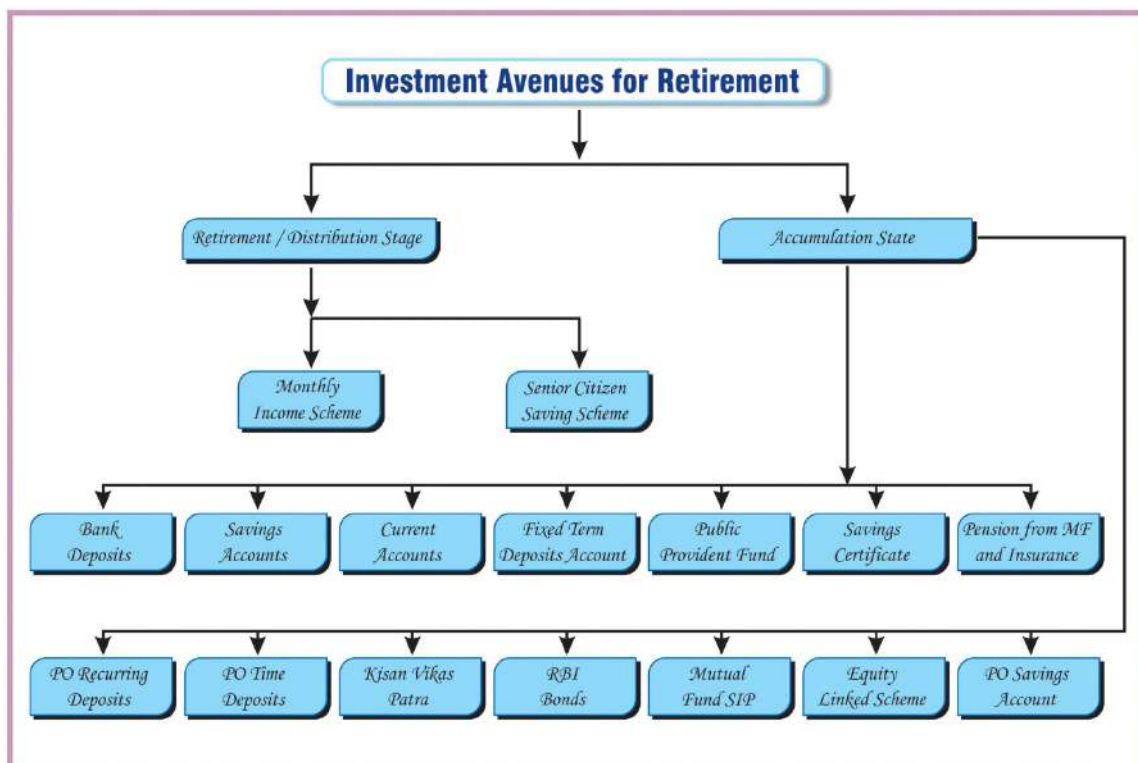 Investment Avenues for Retirement
Retirement / Distribution Stage
Accumulation State
Monthly
Income Scheme
Senior Citizen
Saving Scheme
Bank
Deposits
Savings
Accounts
Current
Accounts
Fixed Term
Deposits Account
Public
Provident Fund
Savings
Certificate
Pension from MF
and Insurance
PO Recurring
Deposits
PO Time
Deposits
Kisan Vikas
Patra
RBI
Bonds
Mutual
Fund SIP
Equity
Linked Scheme
PO Savings
Account